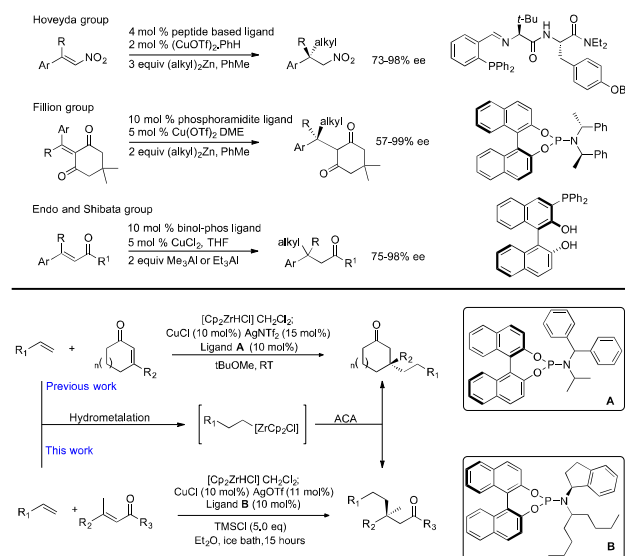 Hoveyda group
4 mol % peptide based ligand
2 mol % (CuOTf)2.PhH
3 equiv (alkyl)2Zn, PhMe
R
Ar
NO2
R alkyl
Ar
NO2
73-98% ee
t-Bu
N
PPh2
O
H
N
O
NEt2
OB
Fillion group
10 mol % phosphoramidite ligand
5 mol % Cu(OTf)2 DME
2 equiv (alkyl)2Zn, PhMe
Ar
O
R
O
R alkyl
O
Ar
O
57-99% ee
O
P
N
O
Ph
Ph
Endo and Shibata group
10 mol % binol-phos ligand
5 mol % CuCl2, THF
2 equiv Me3Al or Et3Al
R
O
Ar
R1
alkyl R
O
Ar
R1
75-98% ee
PPh2
OH
OH
[Cp2ZrHCl] CH2Cl2;
CuCl (10 mol%) AgNTf2 (15 mol%)
Ligand A (10%)
tBuOMe, RT
R1
+
O
n
R2
O
n
R2
R1
Previous work
Hydrometalation
R1
[ZrCp2Cl]
ACA
This work
[Cp2ZrHCl] CH2Cl2;
CuCl (10 mol%) AgOTf (11 mol%)
Ligand B (10%)
TMSCl (5.0 eq)
Et2O, ice bath,15 hours
R1
+
R2
O
R3
R1
O
R2
R3
O
P
N
O
A
O
P
N
O
B